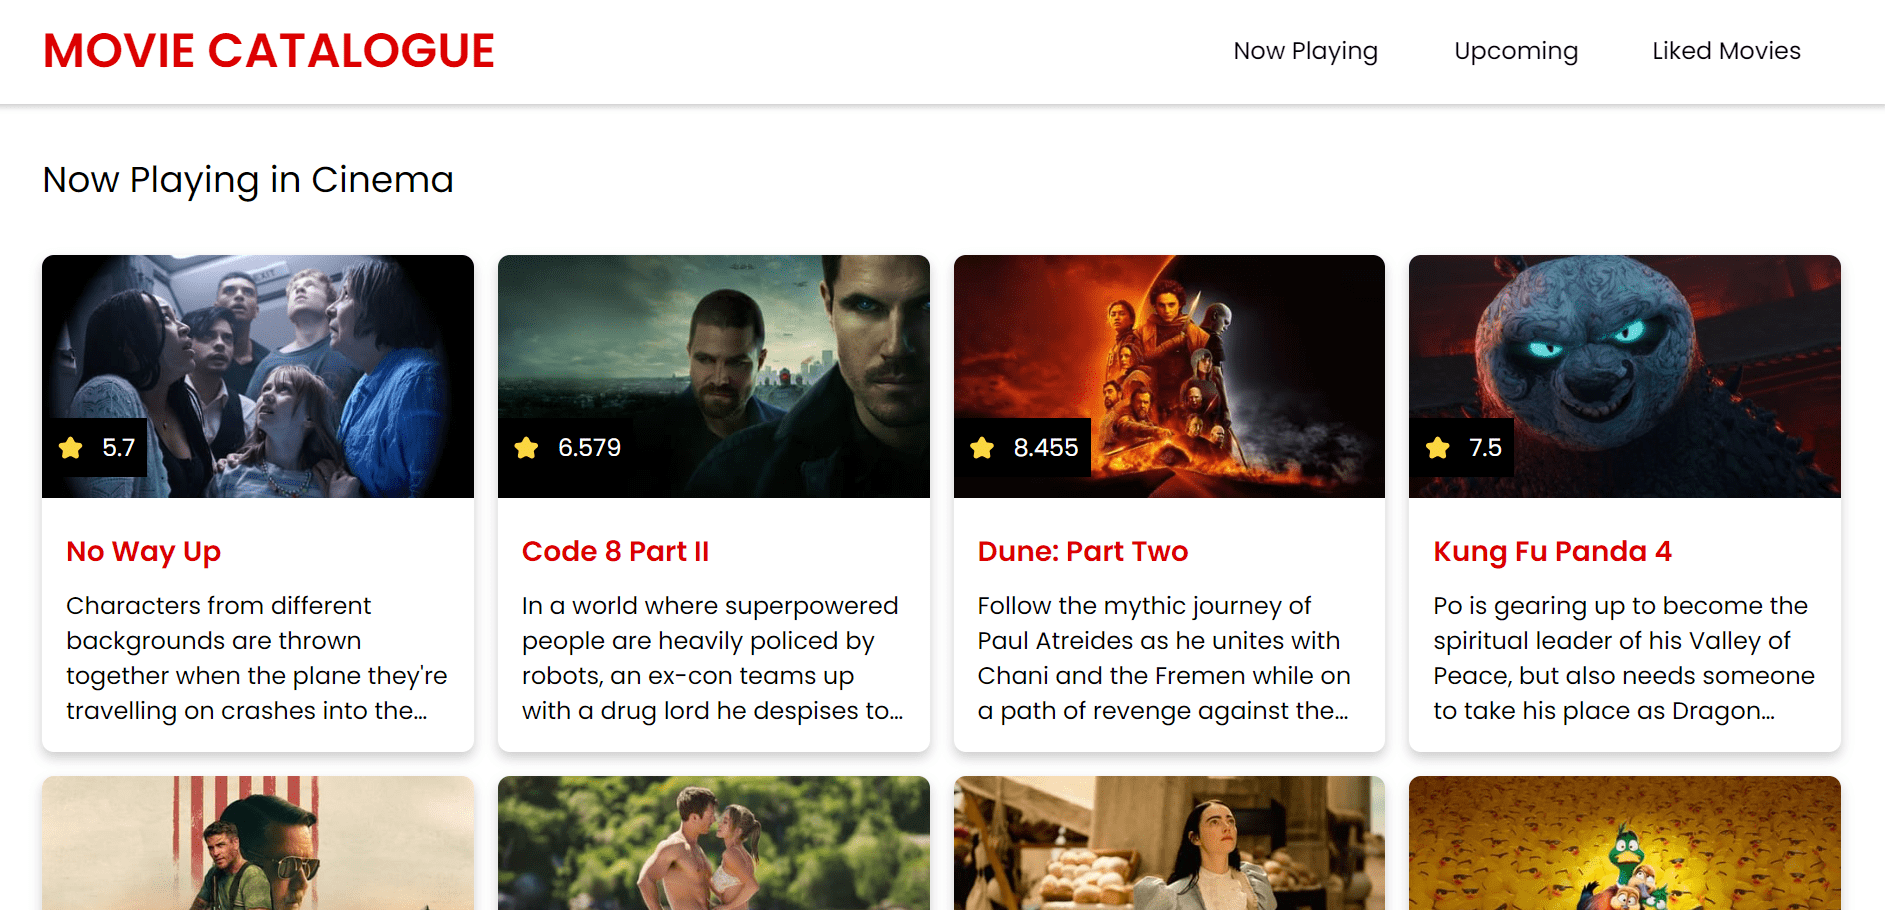 MOVIE CATALOGUE
Now Playing
Upcoming
Liked Movies
Now Playing in Cinema
5.7
No Way Up
Characters from different
backgrounds are thrown
together when the plane they're
travelling on crashes into the...
6.579
Code 8 Part II
In a world where superpowered
people are heavily policed by
robots, an ex-con teams up
with a drug lord he despises to...
8.455
Dune: Part Two
Follow the mythic journey of
Paul Atreides as he unites with
Chani and the Fremen while on
a path of revenge against the...
7.5
Kung Fu Panda 4
Po is gearing up to become the
spiritual leader of his Valley of
Peace, but also needs someone
to take his place as Dragon...